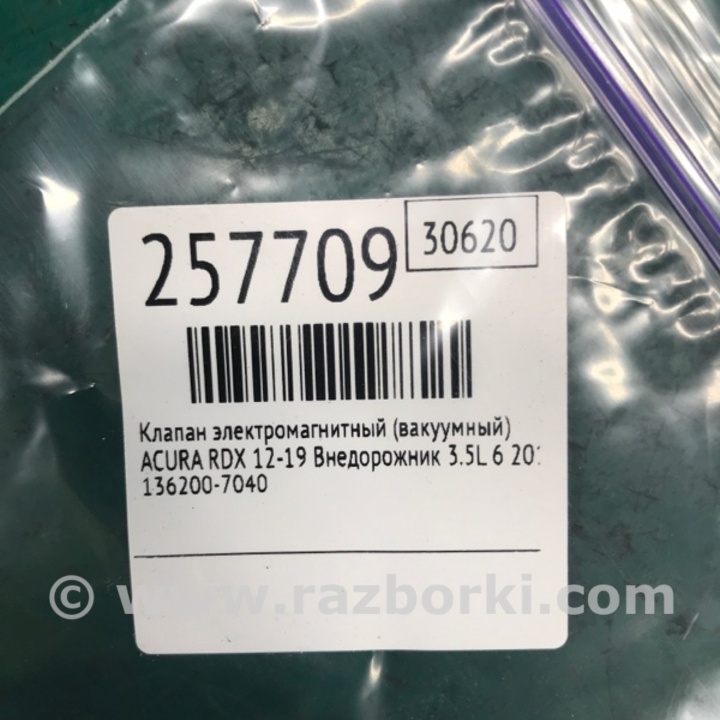 257709
30620
Клапан электромагнитный (вакуумный)
ACURA RDX 12-19 Внедорожник 3.5L 6
136200-7040
© www.razborki.com